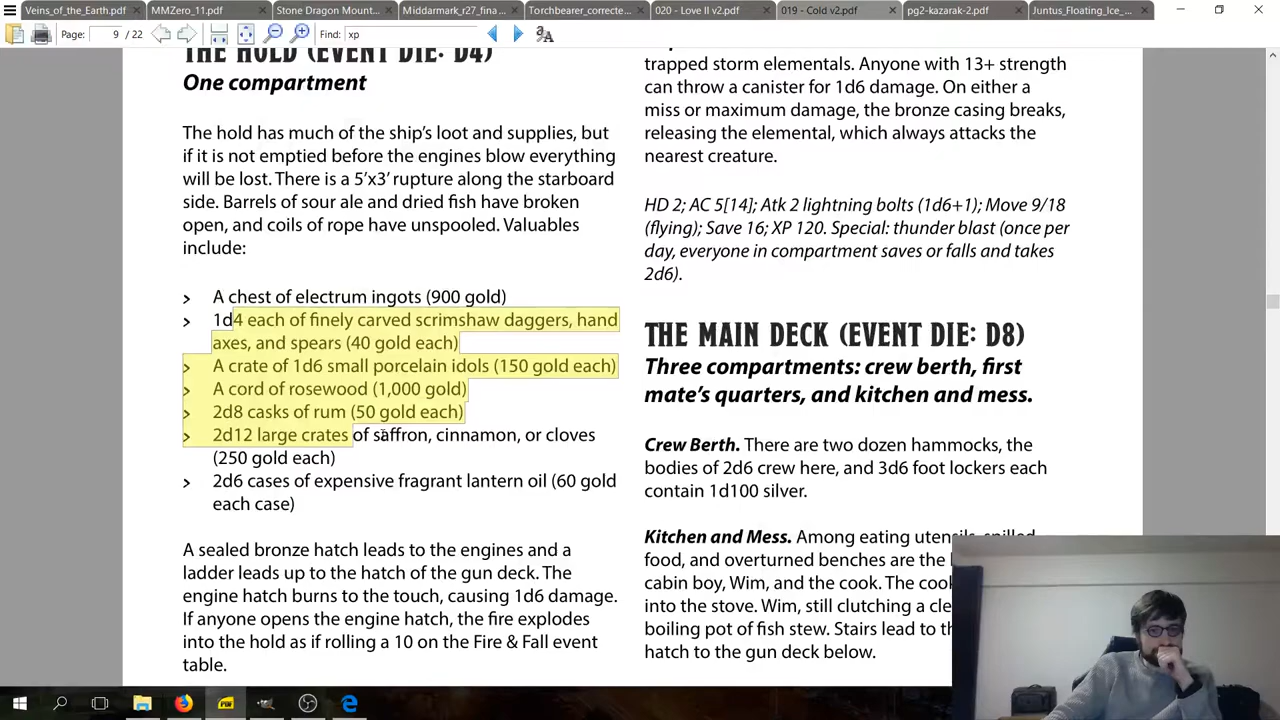 Veins_of_the_Earth.pdf
MMZero_11.pdf
Stone Dragon Mount...
Middarmark_r27_fina...
Torchbearer_correcte...
020 - Love II v2.pdf
019 - Cold v2.pdf
pg2-kazarak-2.pdf
Juntus_Floating_Ice_...
Page: 9 / 22
Find: xp
THE HOLD (EVENT DIE: D4)
One compartment
The hold has much of the ship's loot and supplies, but
if it is not emptied before the engines blow everything
will be lost. There is a 5'x3' rupture along the starboard
side. Barrels of sour ale and dried fish have broken
open, and coils of rope have unspooled. Valuables
include:
> A chest of electrum ingots (900 gold)
> 1d4 each of finely carved scrimshaw daggers, hand
axes, and spears (40 gold each)
> A crate of 1d6 small porcelain idols (150 gold each)
> A cord of rosewood (1,000 gold)
> 2d8 casks of rum (50 gold each)
> 2d12 large crates of saffron, cinnamon, or cloves
(250 gold each)
> 2d6 cases of expensive fragrant lantern oil (60 gold
each case)
A sealed bronze hatch leads to the engines and a
ladder leads up to the hatch of the gun deck. The
engine hatch burns to the touch, causing 1d6 damage.
If anyone opens the engine hatch, the fire explodes
into the hold as if rolling a 10 on the Fire & Fall event
table.
trapped storm elementals. Anyone with 13+ strength
can throw a canister for 1d6 damage. On either a
miss or maximum damage, the bronze casing breaks,
releasing the elemental, which always attacks the
nearest creature.
HD 2; AC 5[14]; Atk 2 lightning bolts (1d6+1); Move 9/18
(flying); Save 16; XP 120. Special: thunder blast (once per
day, everyone in compartment saves or falls and takes
2d6).
THE MAIN DECK (EVENT DIE: D8)
Three compartments: crew berth, first
mate's quarters, and kitchen and mess.
Crew Berth. There are two dozen hammocks, the
bodies of 2d6 crew here, and 3d6 foot lockers each
contain 1d100 silver.
Kitchen and Mess. Among eating utensils, spilled
food, and overturned benches are the
cabin boy, Wim, and the cook. The cook
into the stove. Wim, still clutching a cle
boiling pot of fish stew. Stairs lead to th
hatch to the gun deck below.